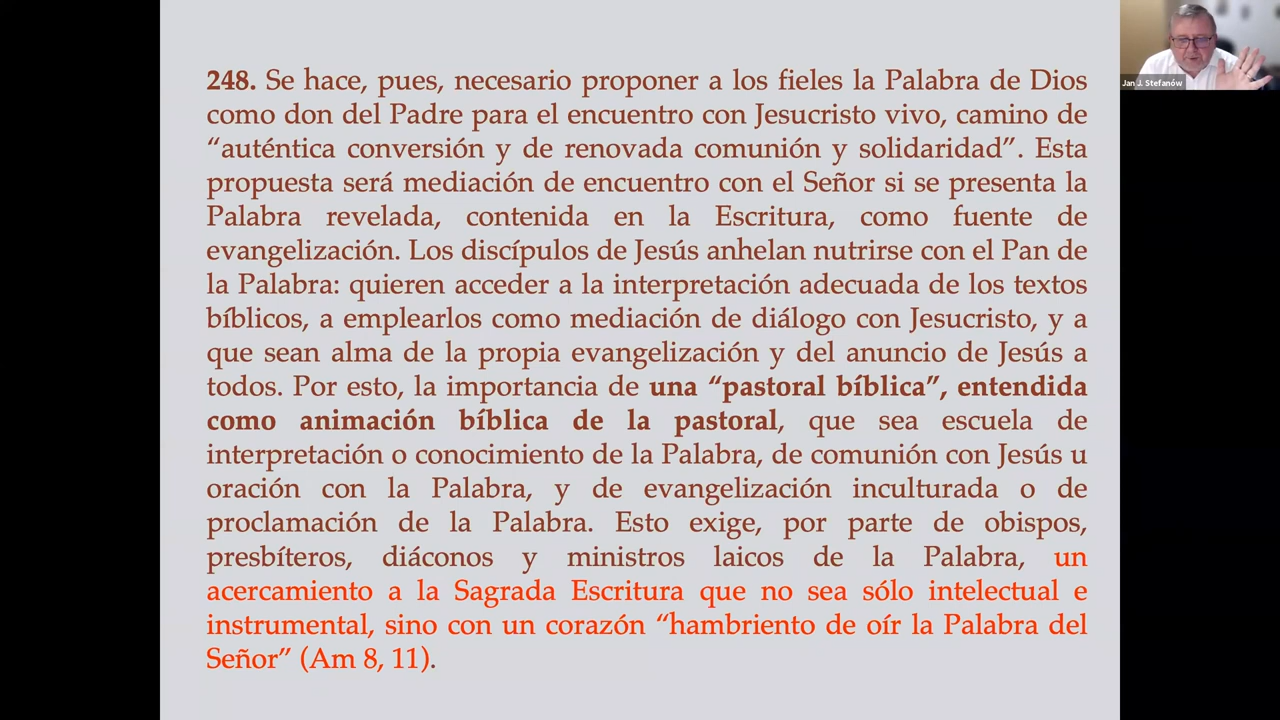 248. Se hace, pues, necesario proponer a los fieles la Palabra de Dios
como don del Padre para el encuentro con Jesucristo vivo, camino de
“auténtica conversión y de renovada comunión y solidaridad”. Esta
propuesta será mediación de encuentro con el Señor si se presenta la
Palabra revelada, contenida en la Escritura, como fuente de
evangelización. Los discípulos de Jesús anhelan nutrirse con el Pan de
la Palabra: quieren acceder a la interpretación adecuada de los textos
bíblicos, a emplearlos como mediación de diálogo con Jesucristo, y a
que sean alma de la propia evangelización y del anuncio de Jesús a
todos. Por esto, la importancia de una “pastoral bíblica”, entendida
como animación bíblica de la pastoral, que sea escuela de
interpretación o conocimiento de la Palabra, de comunión con Jesús u
oración con la Palabra, y de evangelización inculturada o de
proclamación de la Palabra. Esto exige, por parte de obispos,
presbíteros, diáconos y ministros laicos de la Palabra, un
acercamiento a la Sagrada Escritura que no sea sólo intelectual e
instrumental, sino con un corazón “hambriento de oír la Palabra del
Señor” (Am 8, 11).
Jan J. Stefanów